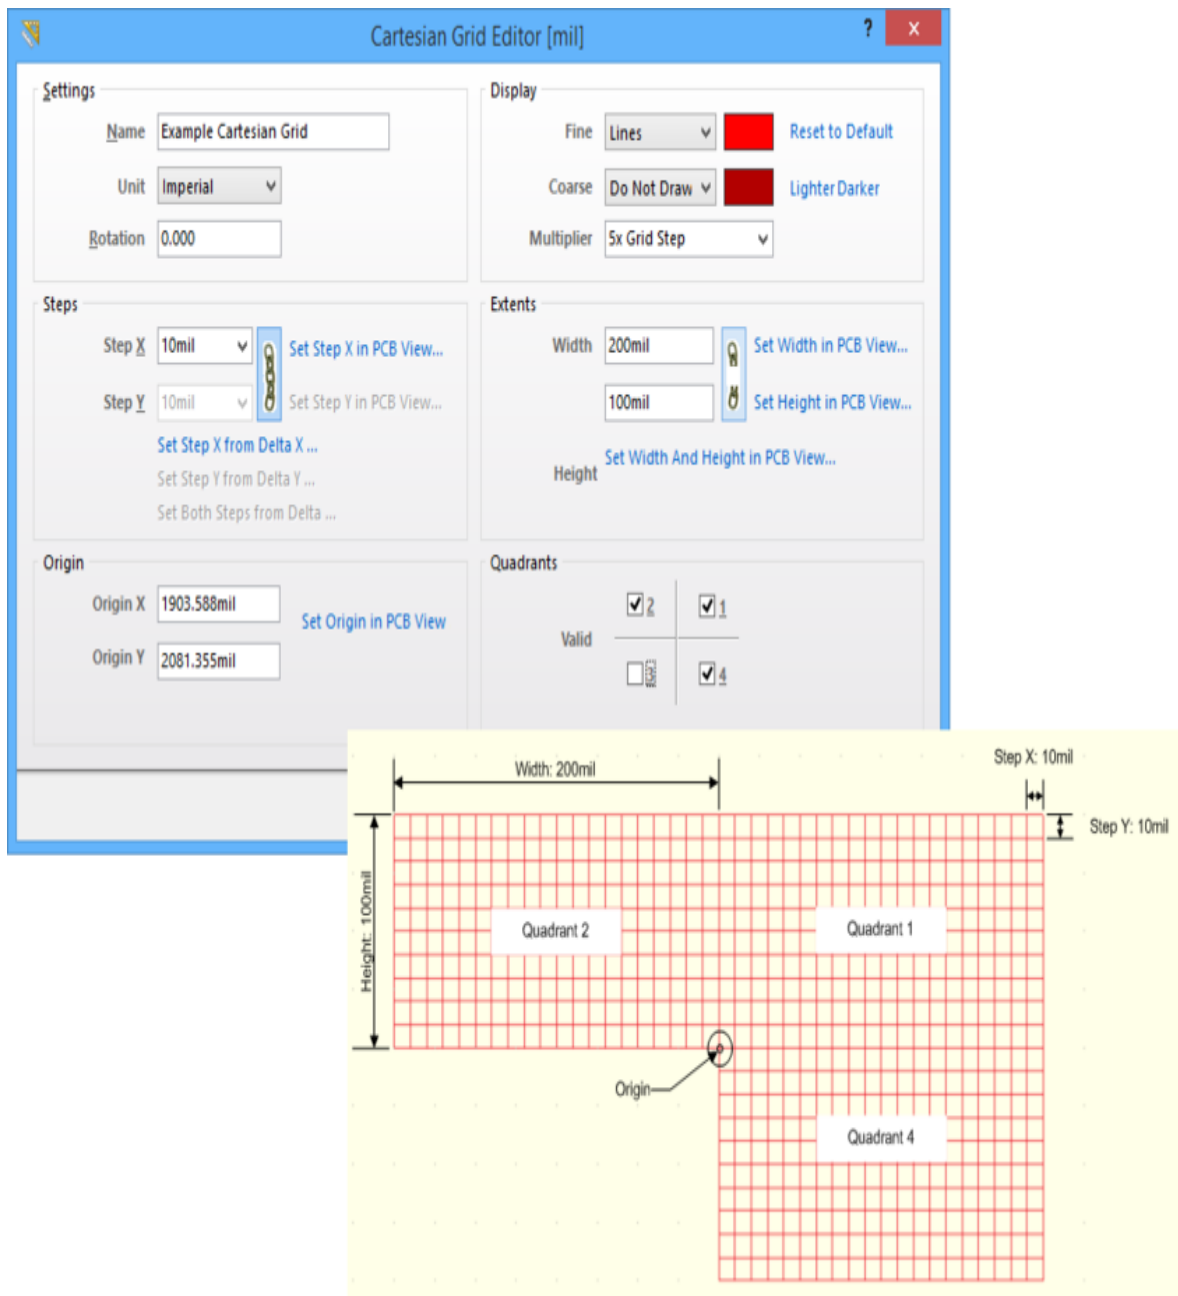 Cartesian Grid Editor [mil]
?
x
Settings
Name Example Cartesian Grid
Unit Imperial
Rotation 0.000
Display
Fine Lines Reset to Default
Coarse Do Not Draw Lighter Darker
Multiplier 5x Grid Step
Steps
Step X 10mil Set Step X in PCB View...
Step Y 10mil Set Step Y in PCB View...
Set Step X from Delta X ...
Set Step Y from Delta Y ...
Set Both Steps from Delta ...
Extents
Width 200mil Set Width in PCB View...
100mil Set Height in PCB View...
Set Width And Height in PCB View...
Height
Origin
Origin X 1903.588mil
Set Origin in PCB View
Origin Y 2081.355mil
Quadrants
2 1
Valid
4
Width: 200mil
Step X: 10mil
Step Y: 10mil
Height: 100mil
Quadrant 2
Quadrant 1
Origin
Quadrant 4